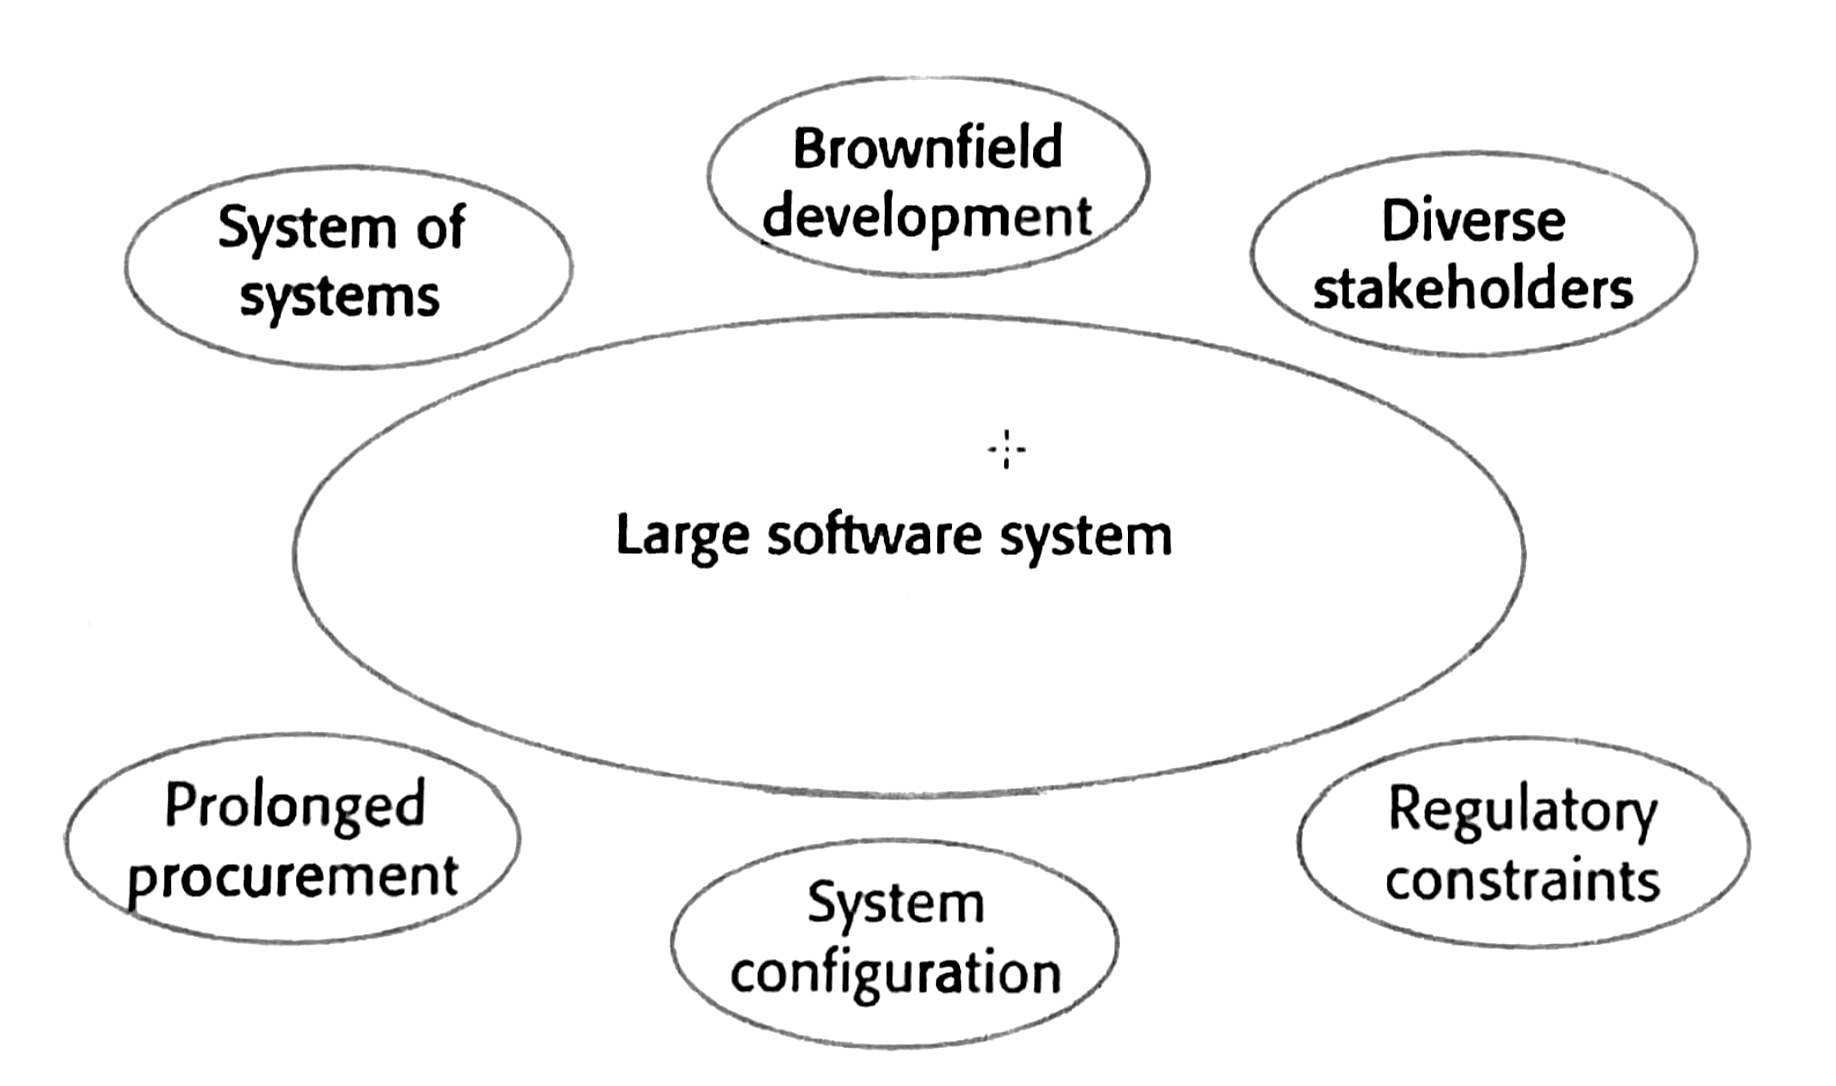 Brownfield
development
System of
systems
Diverse
stakeholders
Large software system
Prolonged
procurement
System
configuration
Regulatory
constraints